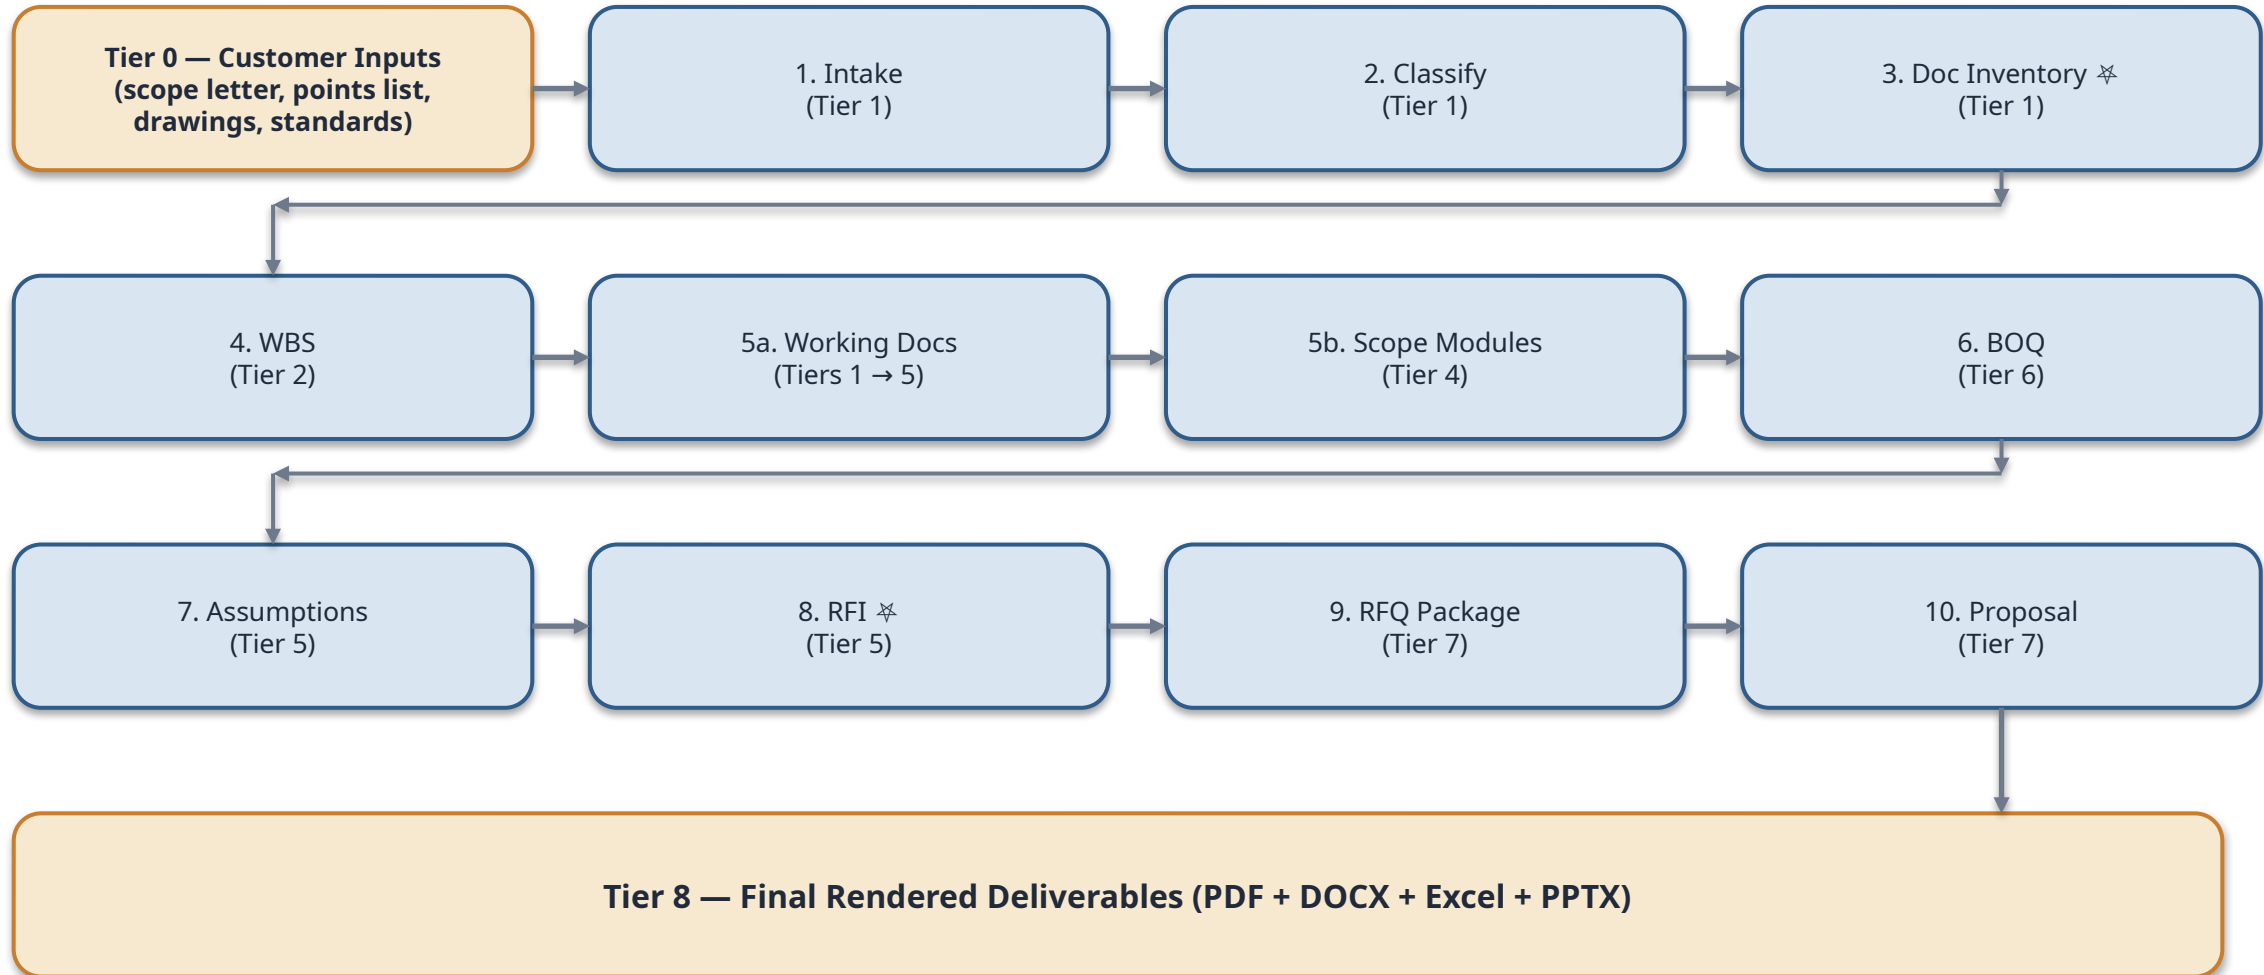 Tier 0 — Customer Inputs
(scope letter, points list,
drawings, standards)
1. Intake
(Tier 1)
2. Classify
(Tier 1)
3. Doc Inventory ⛧
(Tier 1)
4. WBS
(Tier 2)
5a. Working Docs
(Tiers 1 → 5)
5b. Scope Modules
(Tier 4)
6. BOQ
(Tier 6)
7. Assumptions
(Tier 5)
8. RFI ⛧
(Tier 5)
9. RFQ Package
(Tier 7)
10. Proposal
(Tier 7)
Tier 8 — Final Rendered Deliverables (PDF + DOCX + Excel + PPTX)